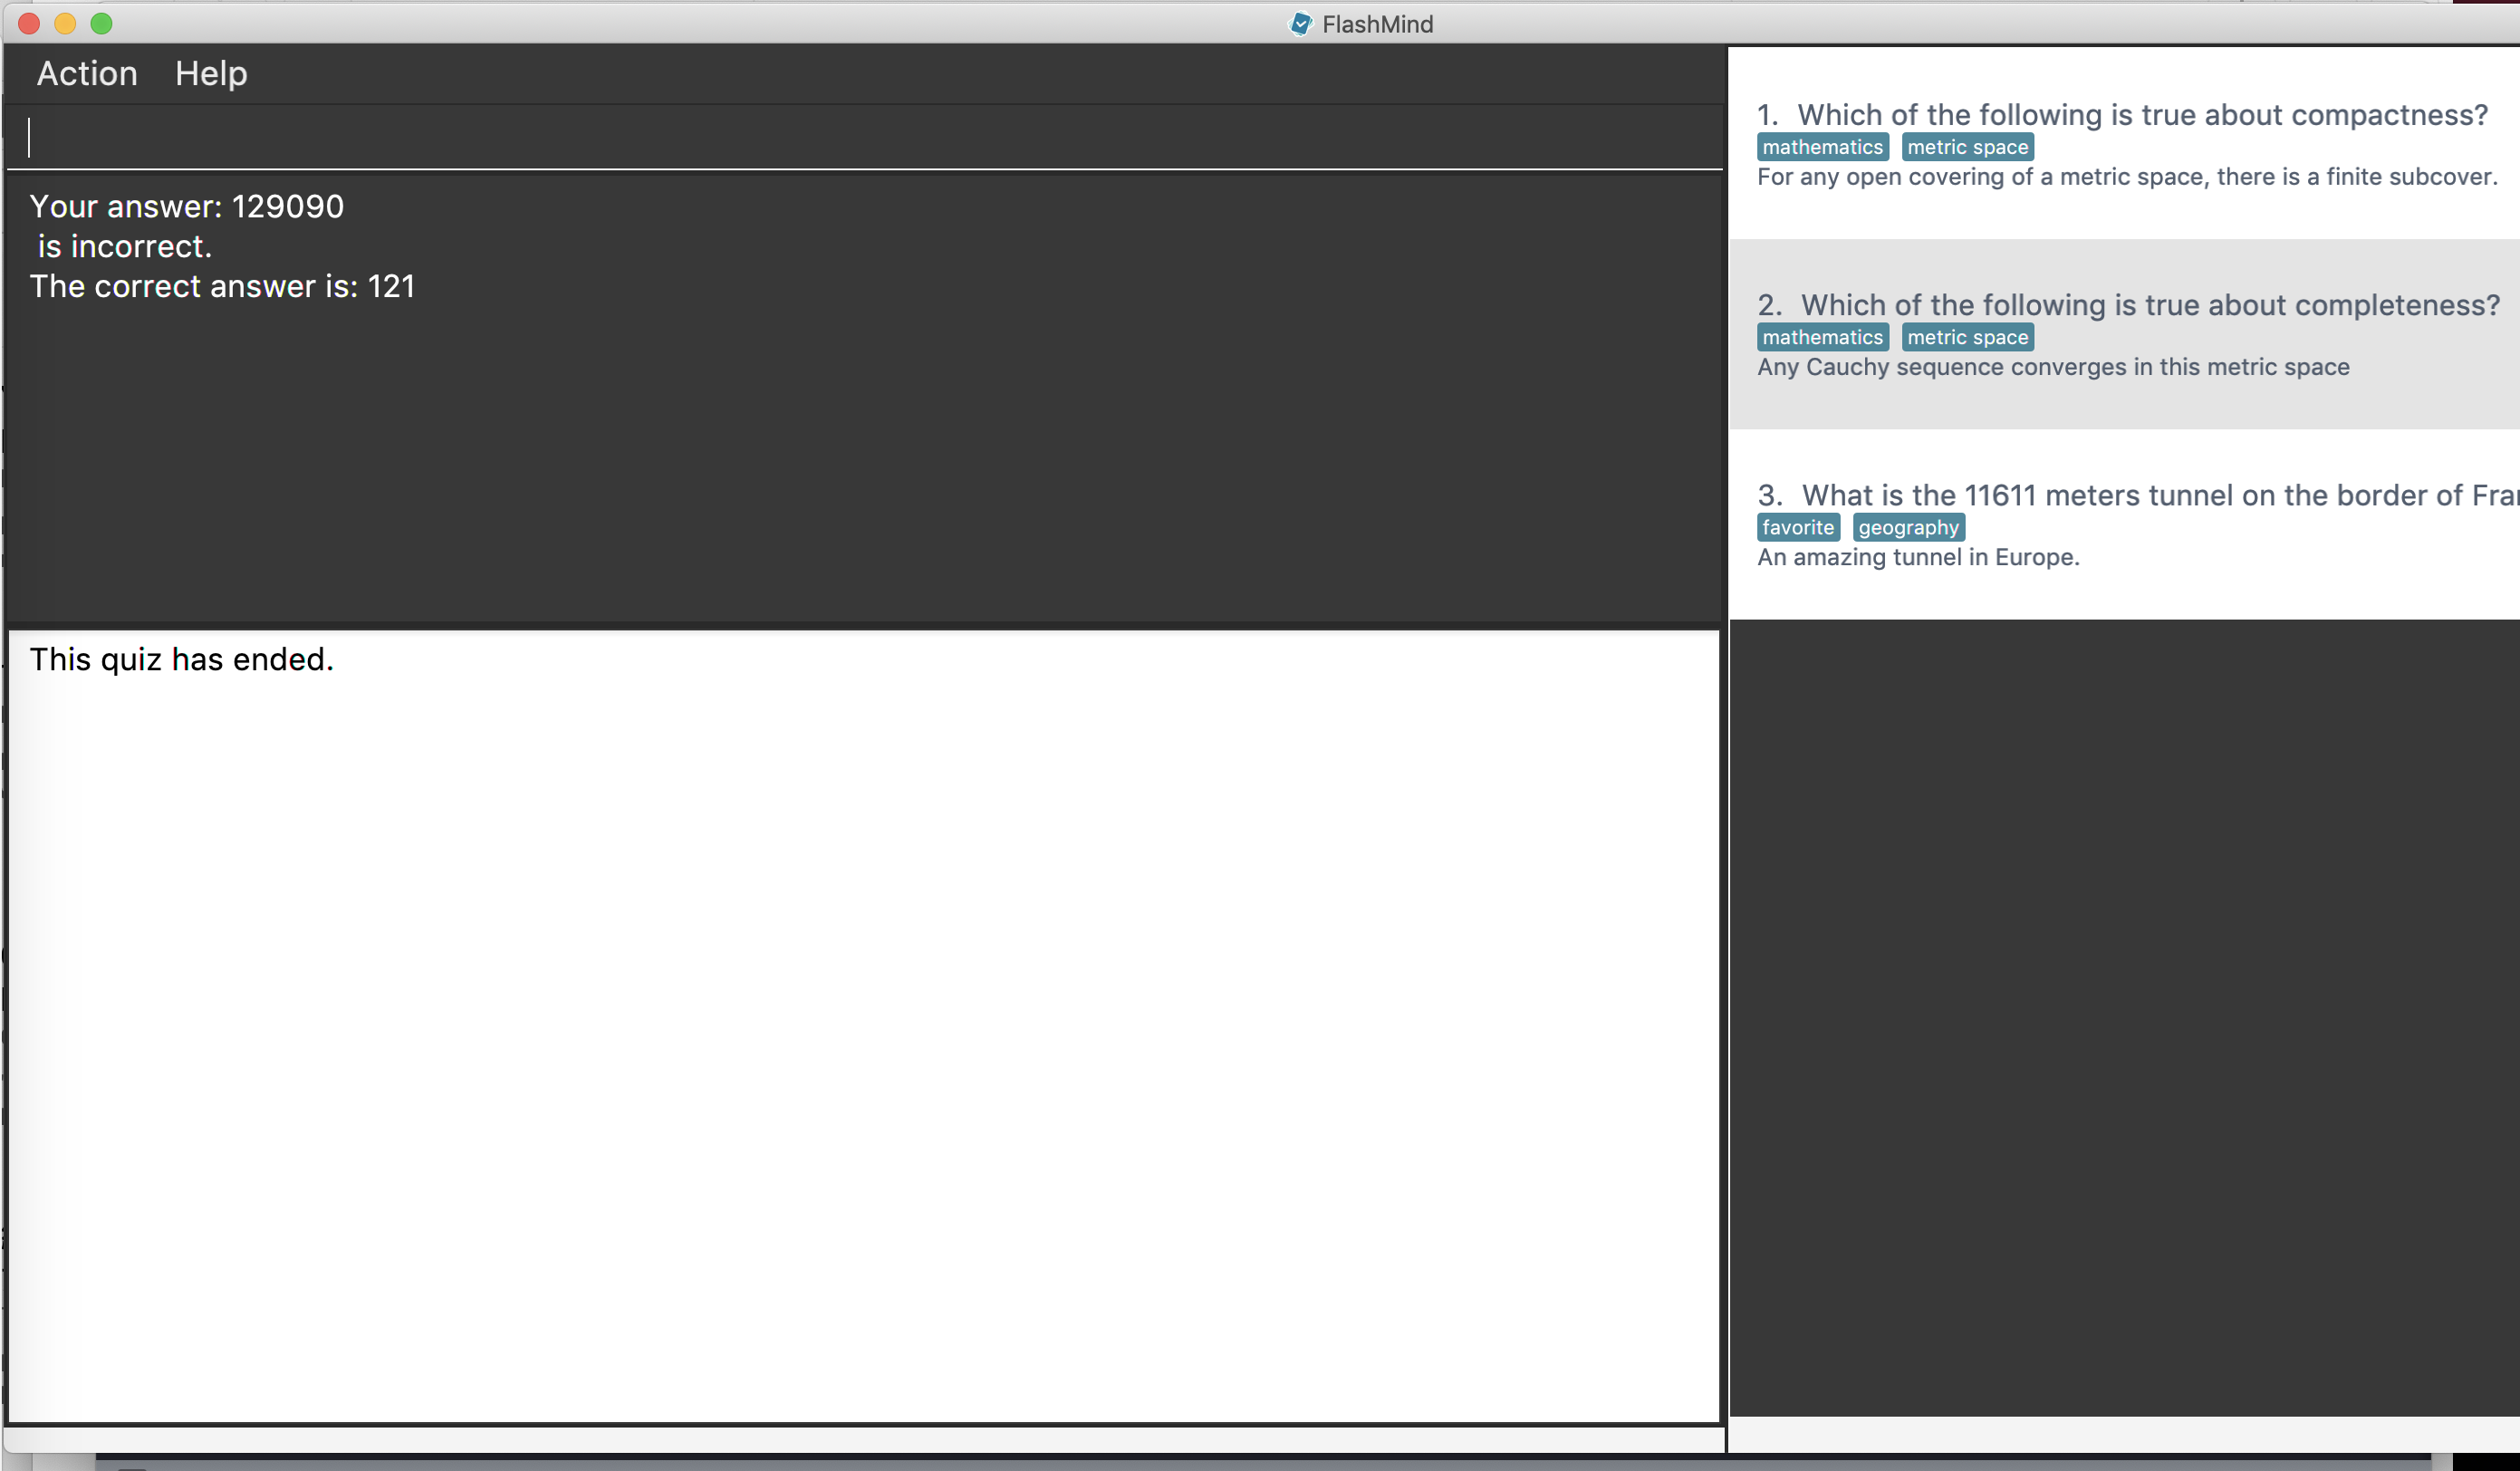 FlashMind
Action Help
Your answer: 129090
is incorrect.
The correct answer is: 121
This quiz has ended.
1. Which of the following is true about compactness?
mathematics metric space
For any open covering of a metric space, there is a finite subcover.
2. Which of the following is true about completeness?
mathematics metric space
Any Cauchy sequence converges in this metric space
3. What is the 11611 meters tunnel on the border of
favorite geography
An amazing tunnel in Europe.